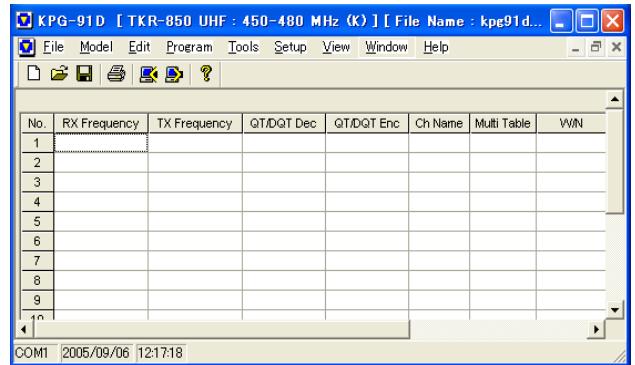 KPG-91D [ TKR-850 UHF : 450-480 MHz (K) ] [ File Name : kpg91d...
File Model Edit Program Tools Setup View Window Help
No. RX Frequency TX Frequency QT/DQT Dec QT/DQT Enc Ch Name Multi Table W/N
1
2
3
4
5
6
7
8
9
10
COM1 2005/09/06 12:17:18